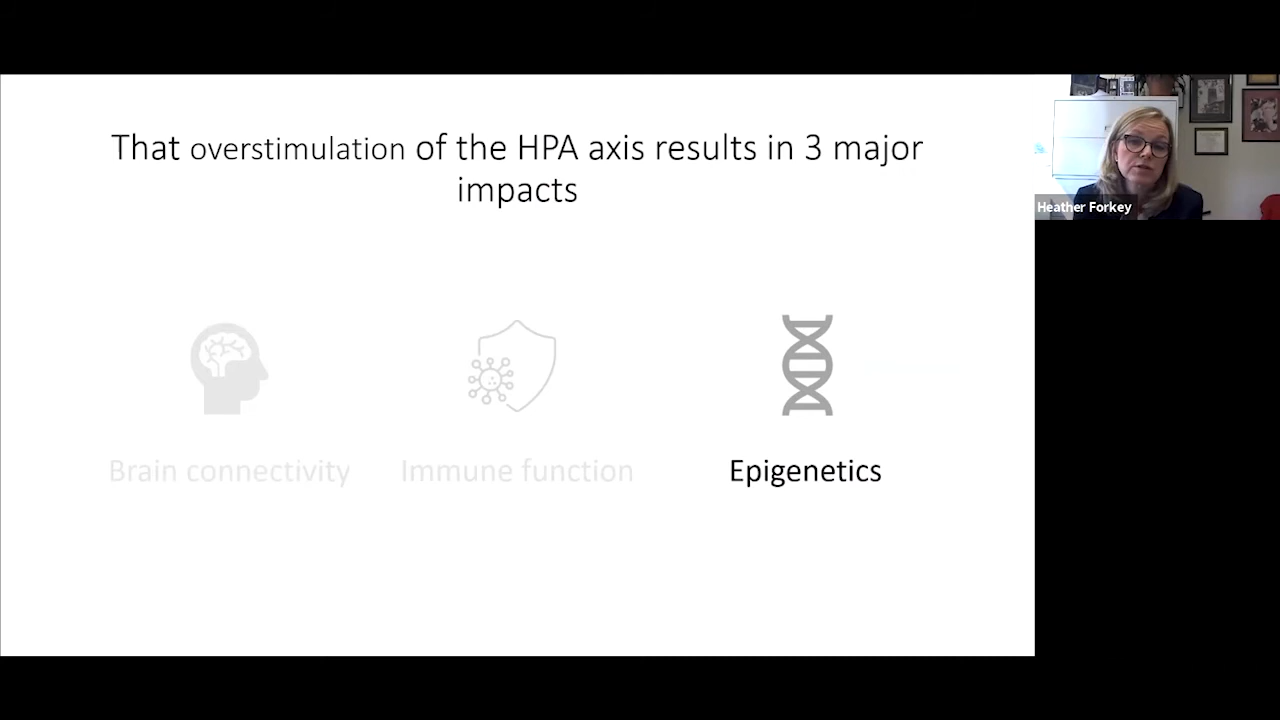 That overstimulation of the HPA axis results in 3 major
impacts
Heather Forkey
Brain connectivity
Immune function
Epigenetics